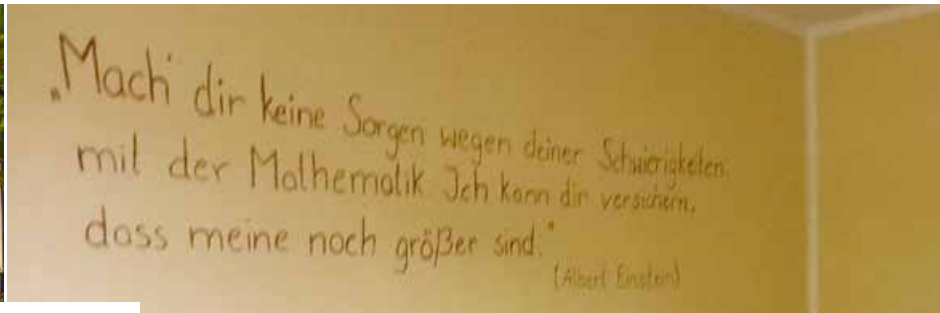 „Mach' dir keine Sorgen wegen deiner Schwierigkeiten
mit der Mathematik. Ich kann dir versichern,
dass meine noch größer sind."
(Albert Einstein)